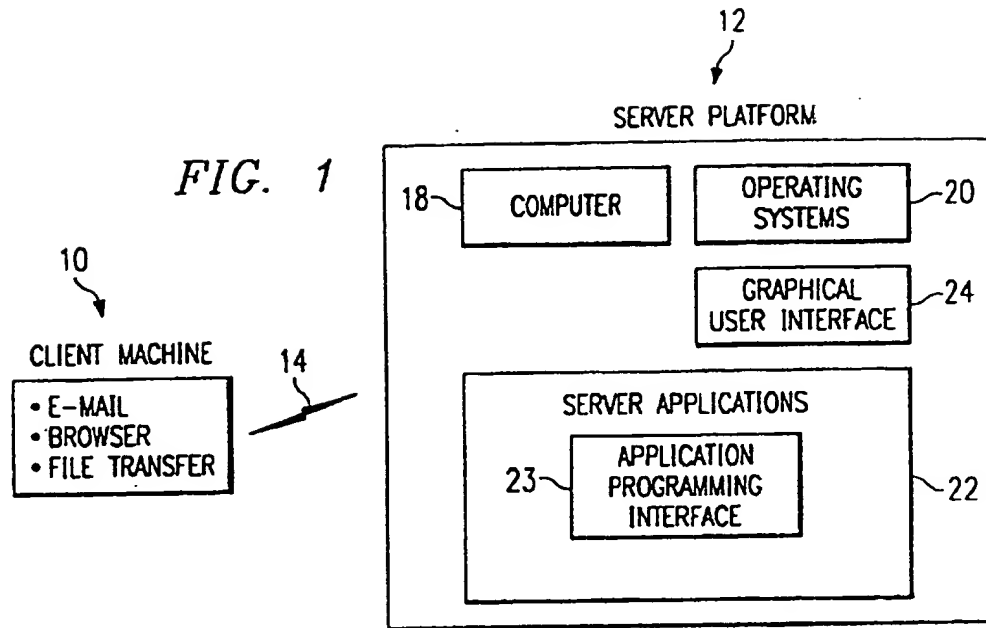 12
SERVER PLATFORM
FIG. 1
18
COMPUTER
OPERATING
SYSTEMS
20
10
GRAPHICAL
USER INTERFACE
24
CLIENT MACHINE
• E-MAIL
• BROWSER
• FILE TRANSFER
14
SERVER APPLICATIONS
23
APPLICATION
PROGRAMMING
INTERFACE
22